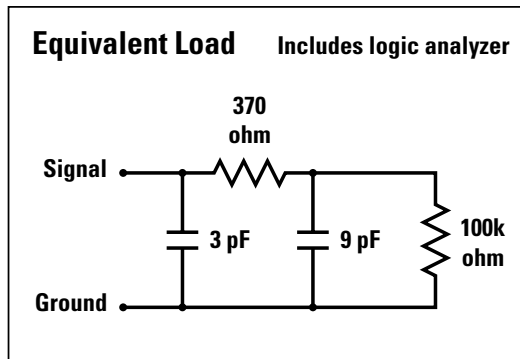 Equivalent Load
Includes logic analyzer
370
ohm
Signal
3 pF
9 pF
100k
ohm
Ground